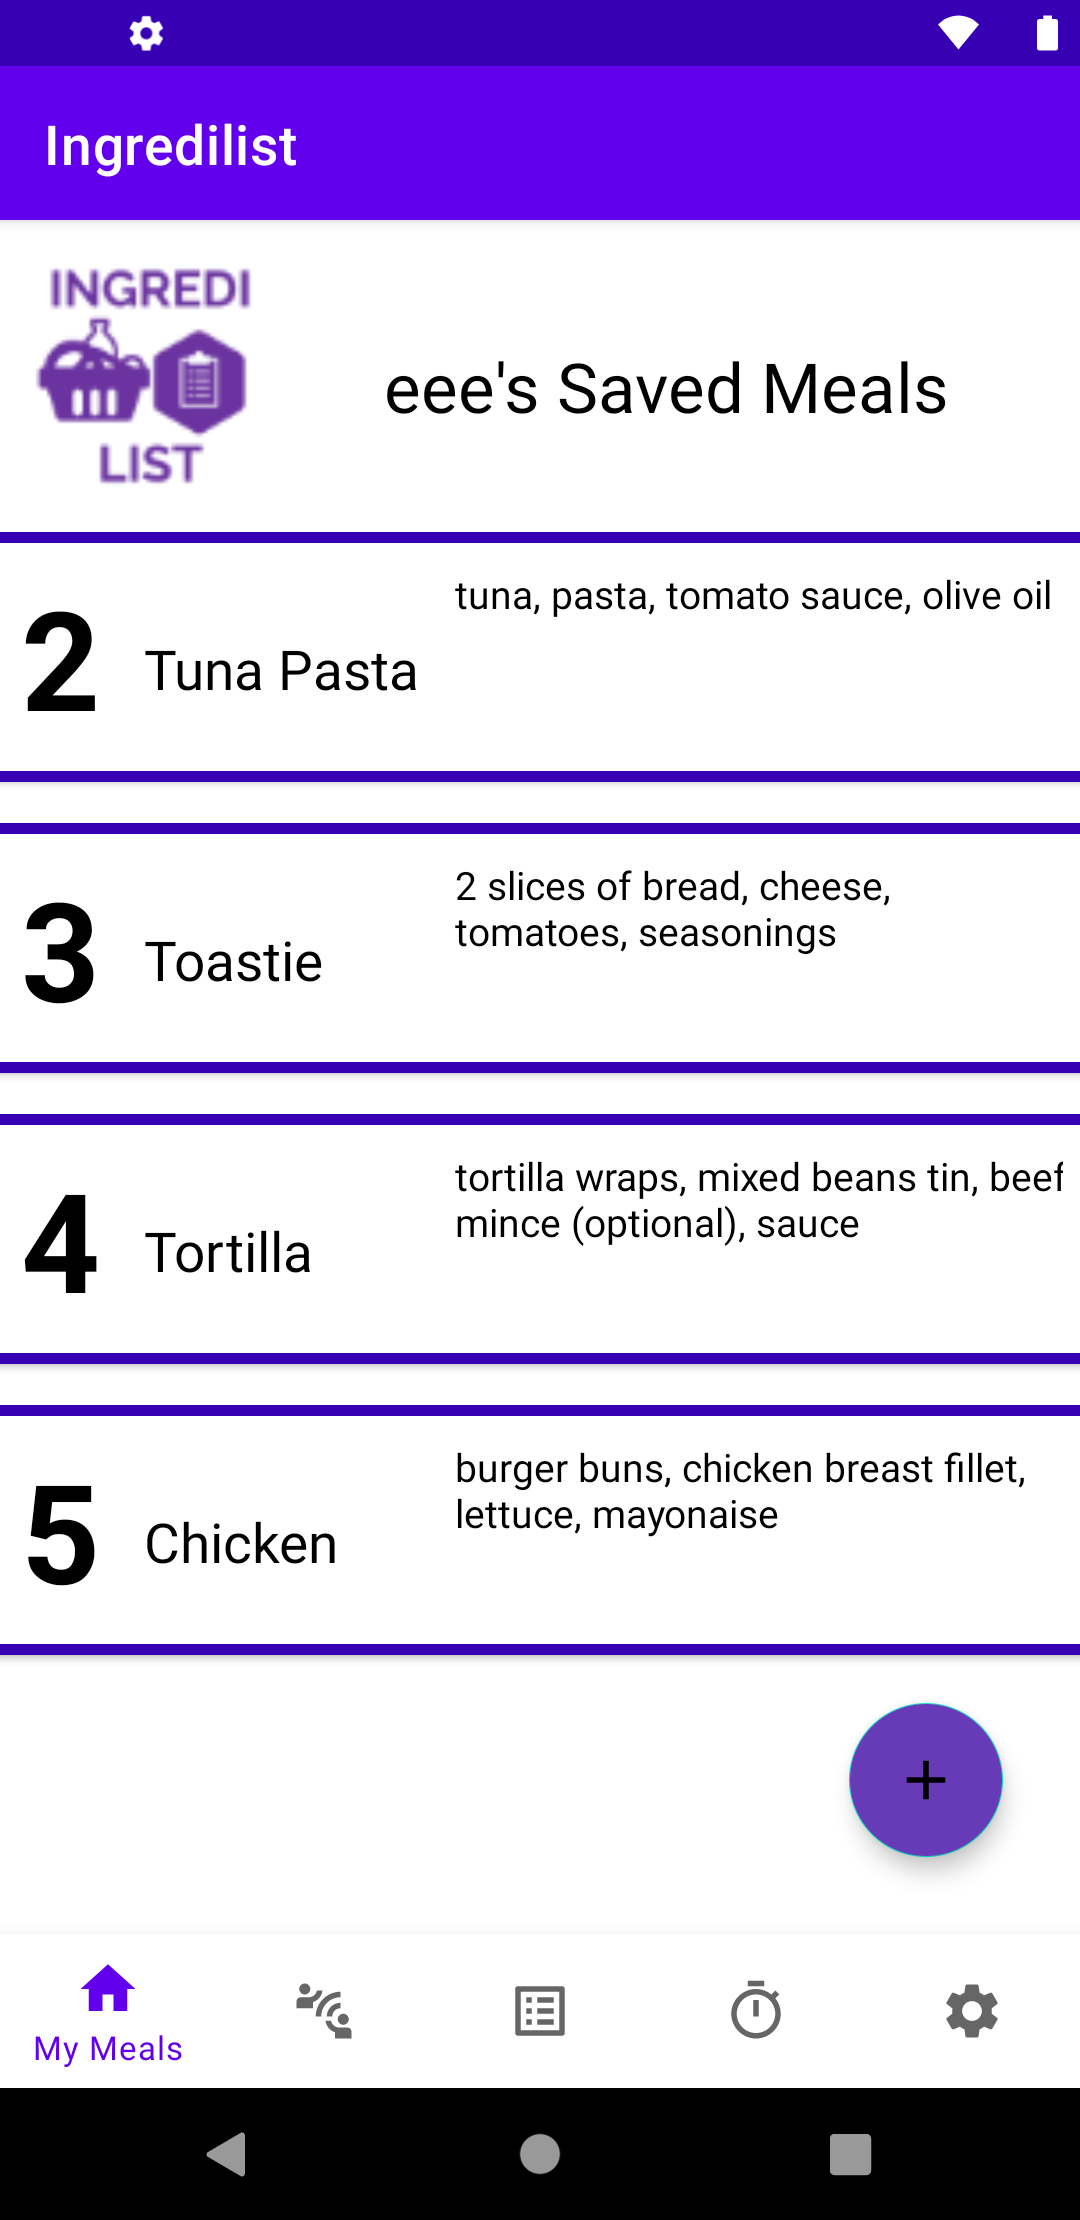 Ingredilist
INGREDI
LIST
eee's Saved Meals
2
Tuna Pasta
tuna, pasta, tomato sauce, olive oil
3
Toastie
2 slices of bread, cheese,
tomatoes, seasonings
4
Tortilla
tortilla wraps, mixed beans tin, beef
mince (optional), sauce
5
Chicken
burger buns, chicken breast fillet,
lettuce, mayonaise
My Meals